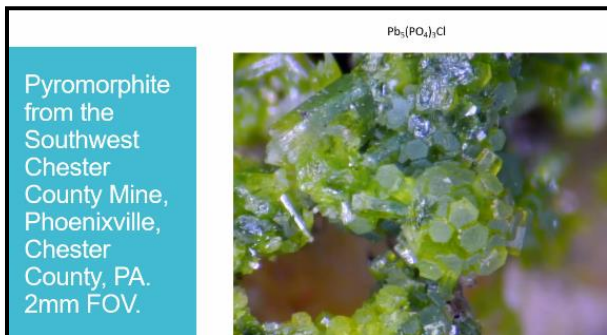 Pb₅(PO₄)₃Cl
Pyromorphite
from the
Southwest
Chester
County Mine,
Phoenixville,
Chester
County, PA.
2mm FOV.